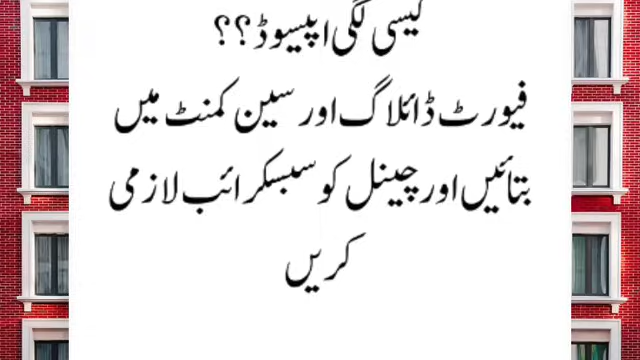 کیسی لگی اپیسوڈ؟؟
فیورٹ ڈائلاگ اور سین کمنٹ میں
بتائیں اور چینل کو سبسکرائب لازمی
کریں